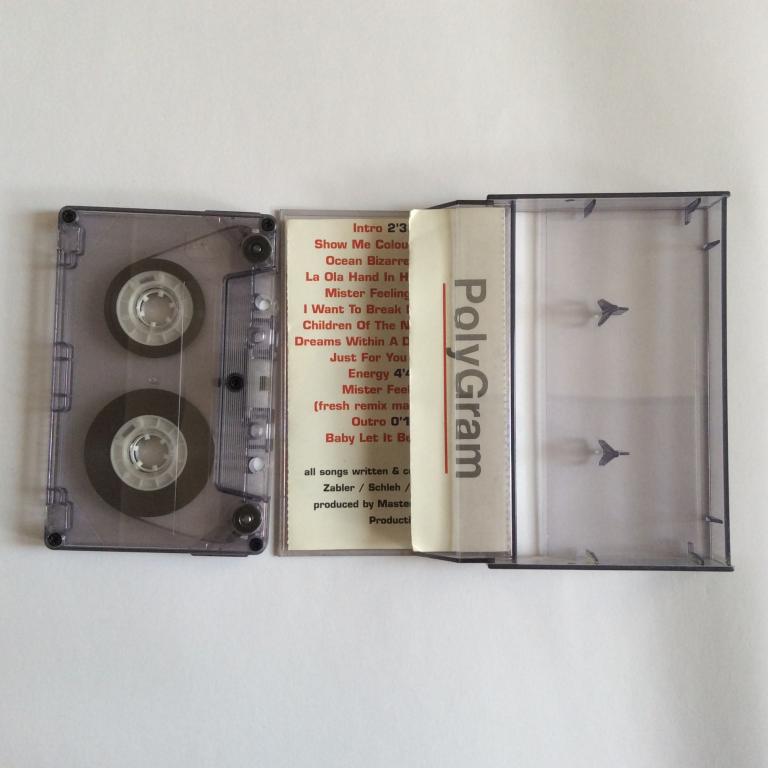 Intro 2'3
Show Me Colou
Ocean Bizarre
La Ola Hand In H
Mister Feeling
I Want To Break
Children Of The N
Dreams Within A D
Just For You
Energy 4'4
Mister Feel
(fresh remix ma
Outro 0'1
Baby Let It B
all songs written & c
Zabler / Schleh /
produced by Maste
Producti
PolyGram